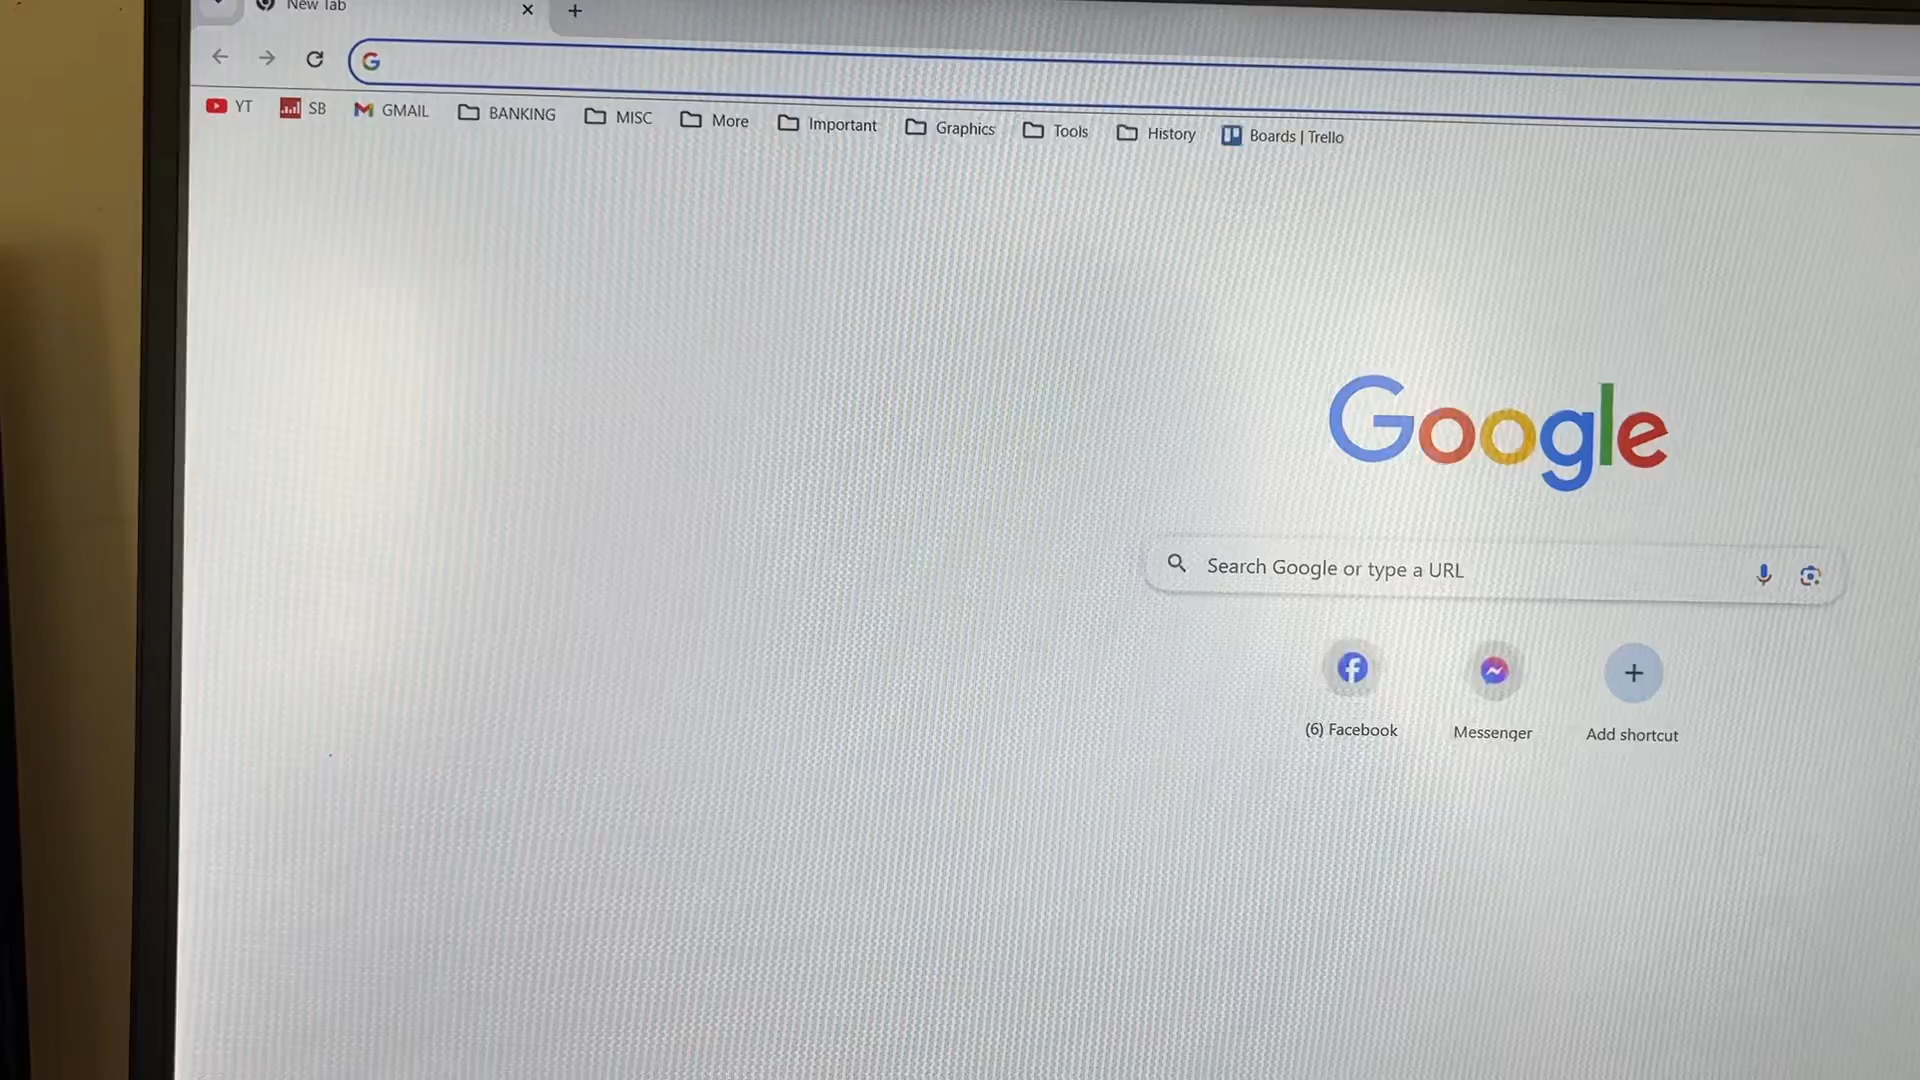 New Tab
YT SB GMAIL BANKING MISC More Important Graphics Tools History Boards | Trello
Google
Search Google or type a URL
(6) Facebook Messenger Add shortcut